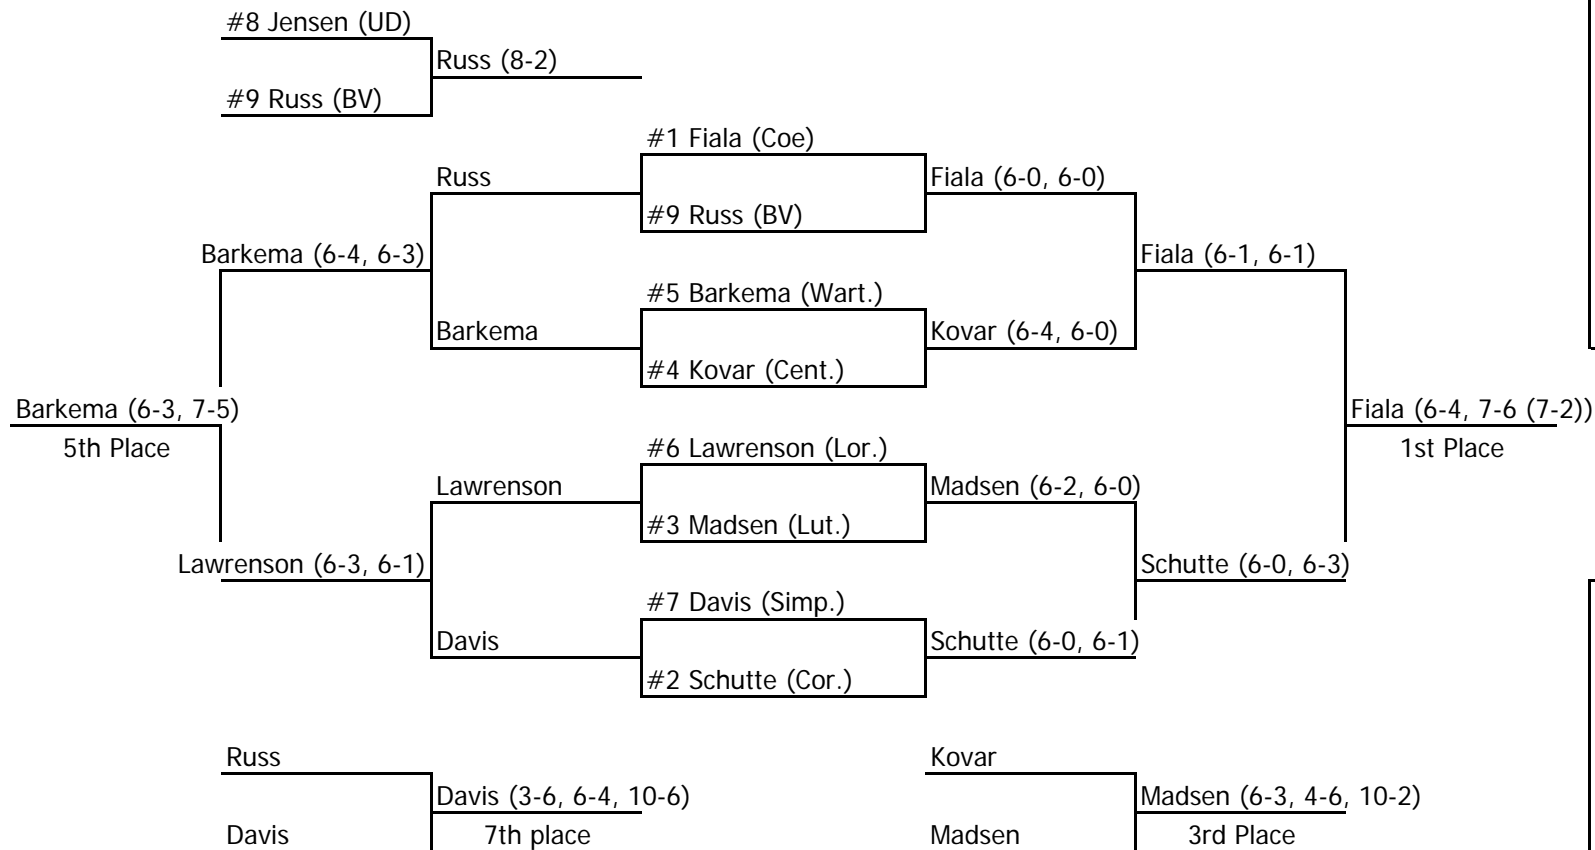 #8 Jensen (UD)
Russ (8-2)
#9 Russ (BV)
#1 Fiala (Coe)
Russ
Fiala (6-0, 6-0)
#9 Russ (BV)
Barkema (6-4, 6-3)
Fiala (6-1, 6-1)
#5 Barkema (Wart.)
Barkema
Kovar (6-4, 6-0)
#4 Kovar (Cent.)
Barkema (6-3, 7-5)
Fiala (6-4, 7-6 (7-2))
5th Place
#6 Lawrenson (Lor.)
1st Place
Lawrenson
Madsen (6-2, 6-0)
#3 Madsen (Lut.)
Lawrenson (6-3, 6-1)
Schutte (6-0, 6-3)
#7 Davis (Simp.)
Davis
Schutte (6-0, 6-1)
#2 Schutte (Cor.)
Russ
Kovar
Davis (3-6, 6-4, 10-6)
Madsen (6-3, 4-6, 10-2)
Davis
7th place
Madsen
3rd Place